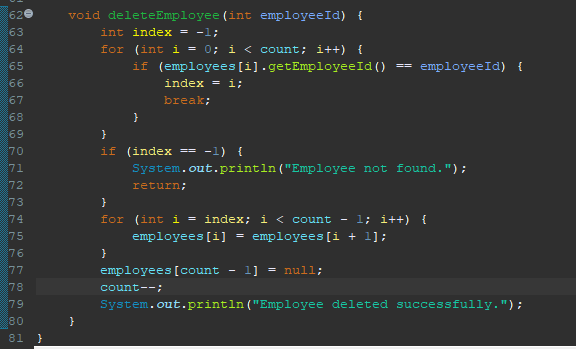 62 void deleteEmployee(int employeeId) {
63 int index = -1;
64 for (int i = 0; i < count; i++) {
65 if (employees[i].getEmployeeId() == employeeId) {
66 index = i;
67 break;
68 }
69 }
70 if (index == -1) {
71 System.out.println("Employee not found.");
72 return;
73 }
74 for (int i = index; i < count - 1; i++) {
75 employees[i] = employees[i + 1];
76 }
77 employees[count - 1] = null;
78 count--;
79 System.out.println("Employee deleted successfully.");
80 }
81 }